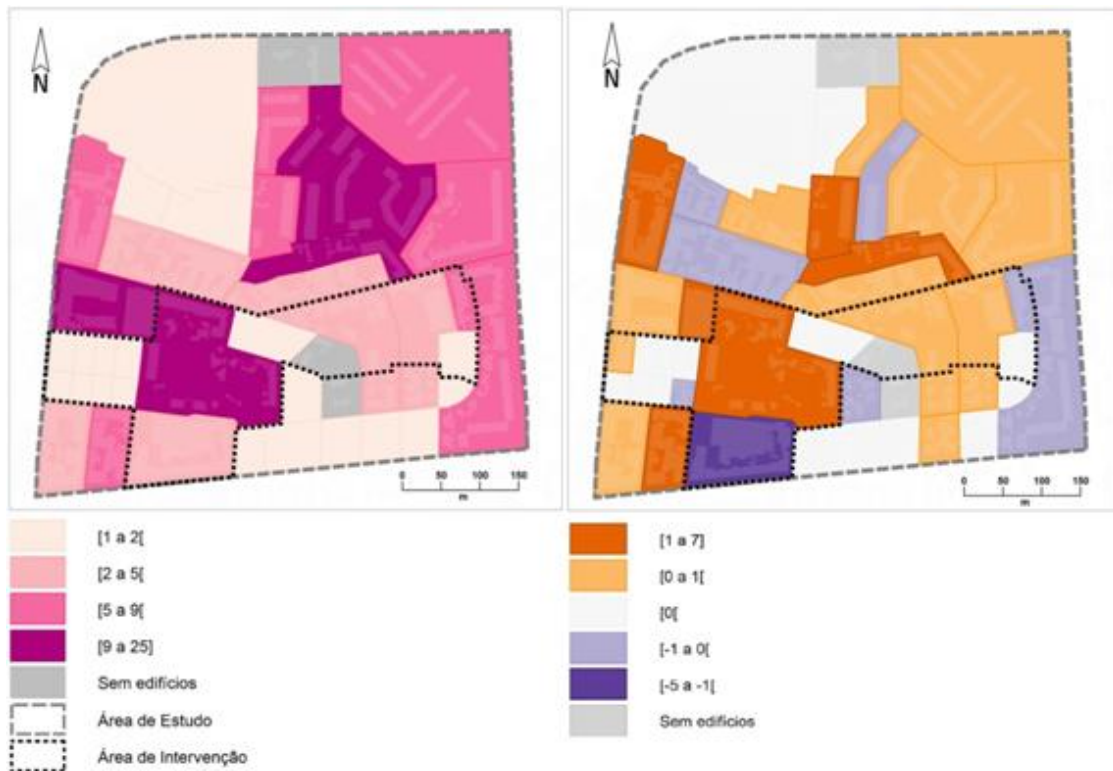 N
0 50 100 150
m
N
0 50 100 150
m
[1 a 2[
[2 a 5[
[5 a 9[
[9 a 25]
Sem edifícios
Área de Estudo
Área de Intervenção
[1 a 7]
[0 a 1[
[0[
[-1 a 0[
[-5 a -1[
Sem edifícios